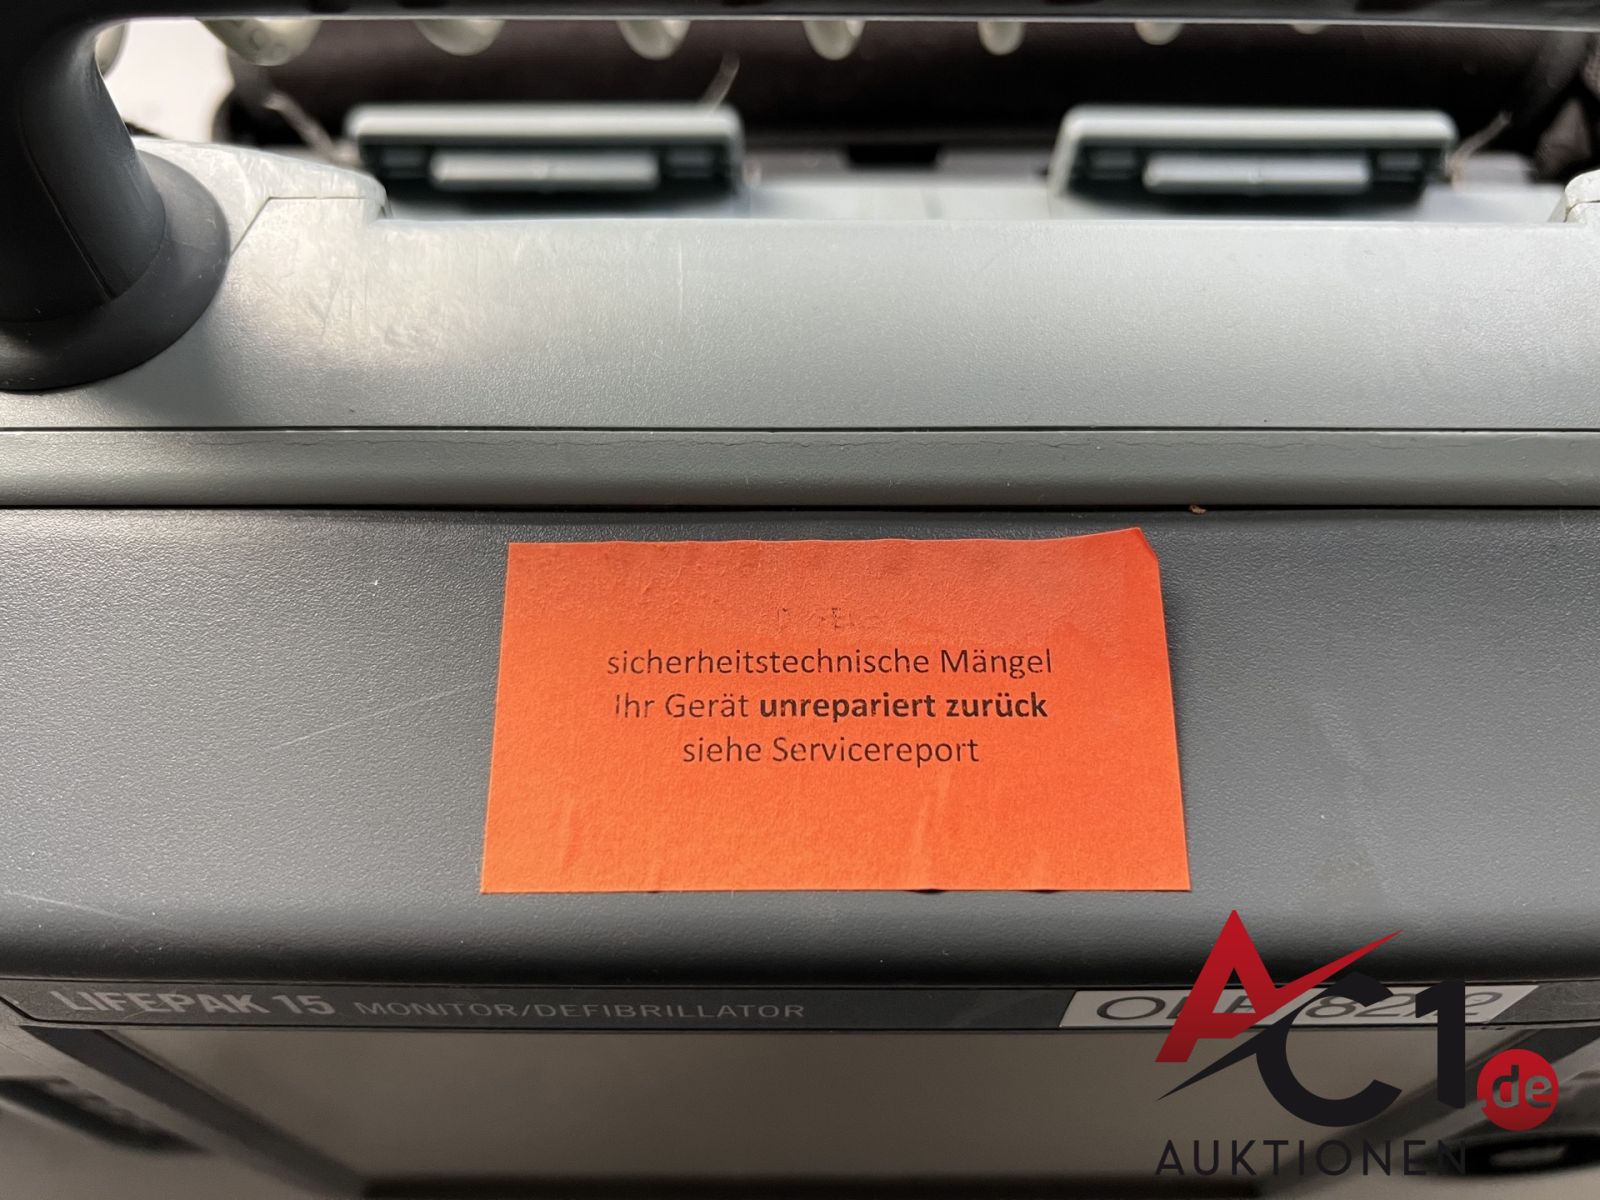 sicherheitstechnische Mängel
Ihr Gerät unrepariert zurück
siehe Servicereport
LIFEPAK 15 MONITOR/DEFIBRILLATOR
AC1.de
AUKTIONEN